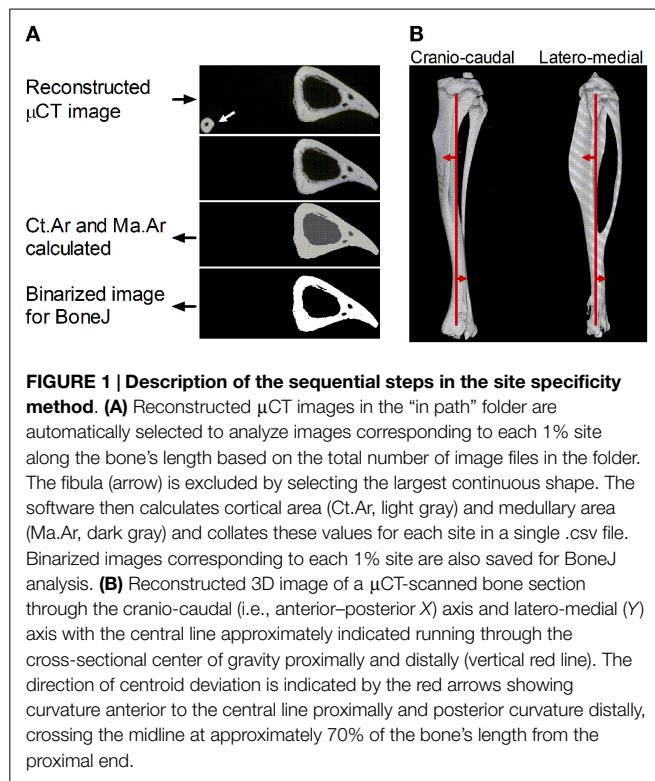 A
B
Cranio-caudal Latero-medial
Reconstructed
μCT image
Ct.Ar and Ma.Ar
calculated
Binarized image
for BoneJ
FIGURE 1 | Description of the sequential steps in the site specificity
method. (A) Reconstructed μCT images in the “in path” folder are
automatically selected to analyze images corresponding to each 1% site
along the bone’s length based on the total number of image files in the folder.
The fibula (arrow) is excluded by selecting the largest continuous shape. The
software then calculates cortical area (Ct.Ar, light gray) and medullary area
(Ma.Ar, dark gray) and collates these values for each site in a single .csv file.
Binarized images corresponding to each 1% site are also saved for BoneJ
analysis. (B) Reconstructed 3D image of a μCT-scanned bone section
through the cranio-caudal (i.e., anterior–posterior X) axis and latero-medial (Y)
axis with the central line approximately indicated running through the
cross-sectional center of gravity proximally and distally (vertical red line). The
direction of centroid deviation is indicated by the red arrows showing
curvature anterior to the central line proximally and posterior curvature distally,
crossing the midline at approximately 70% of the bone’s length from the
proximal end.